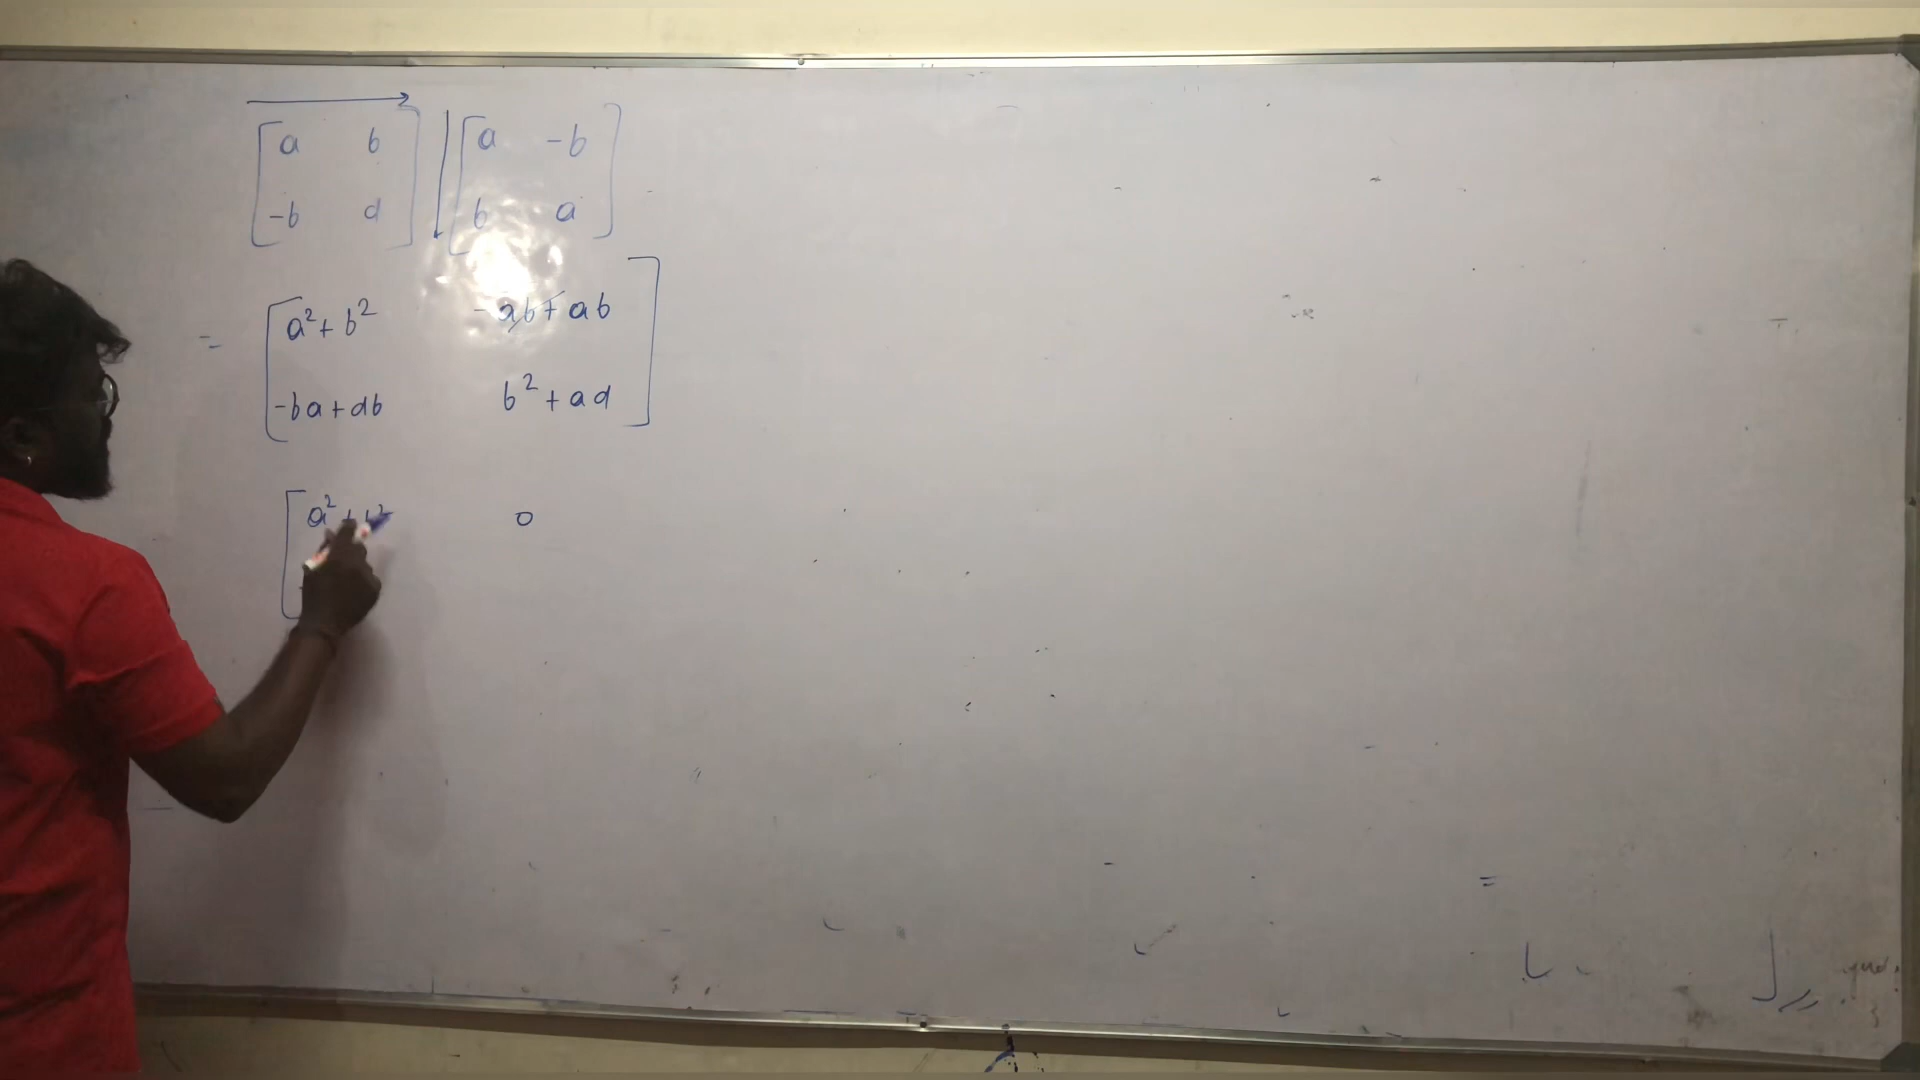 [a b] [a -b]
[-b d] [b a]
= [a²+b² -ab+ab]
[-ba+db b²+ad]
[a²+b² 0